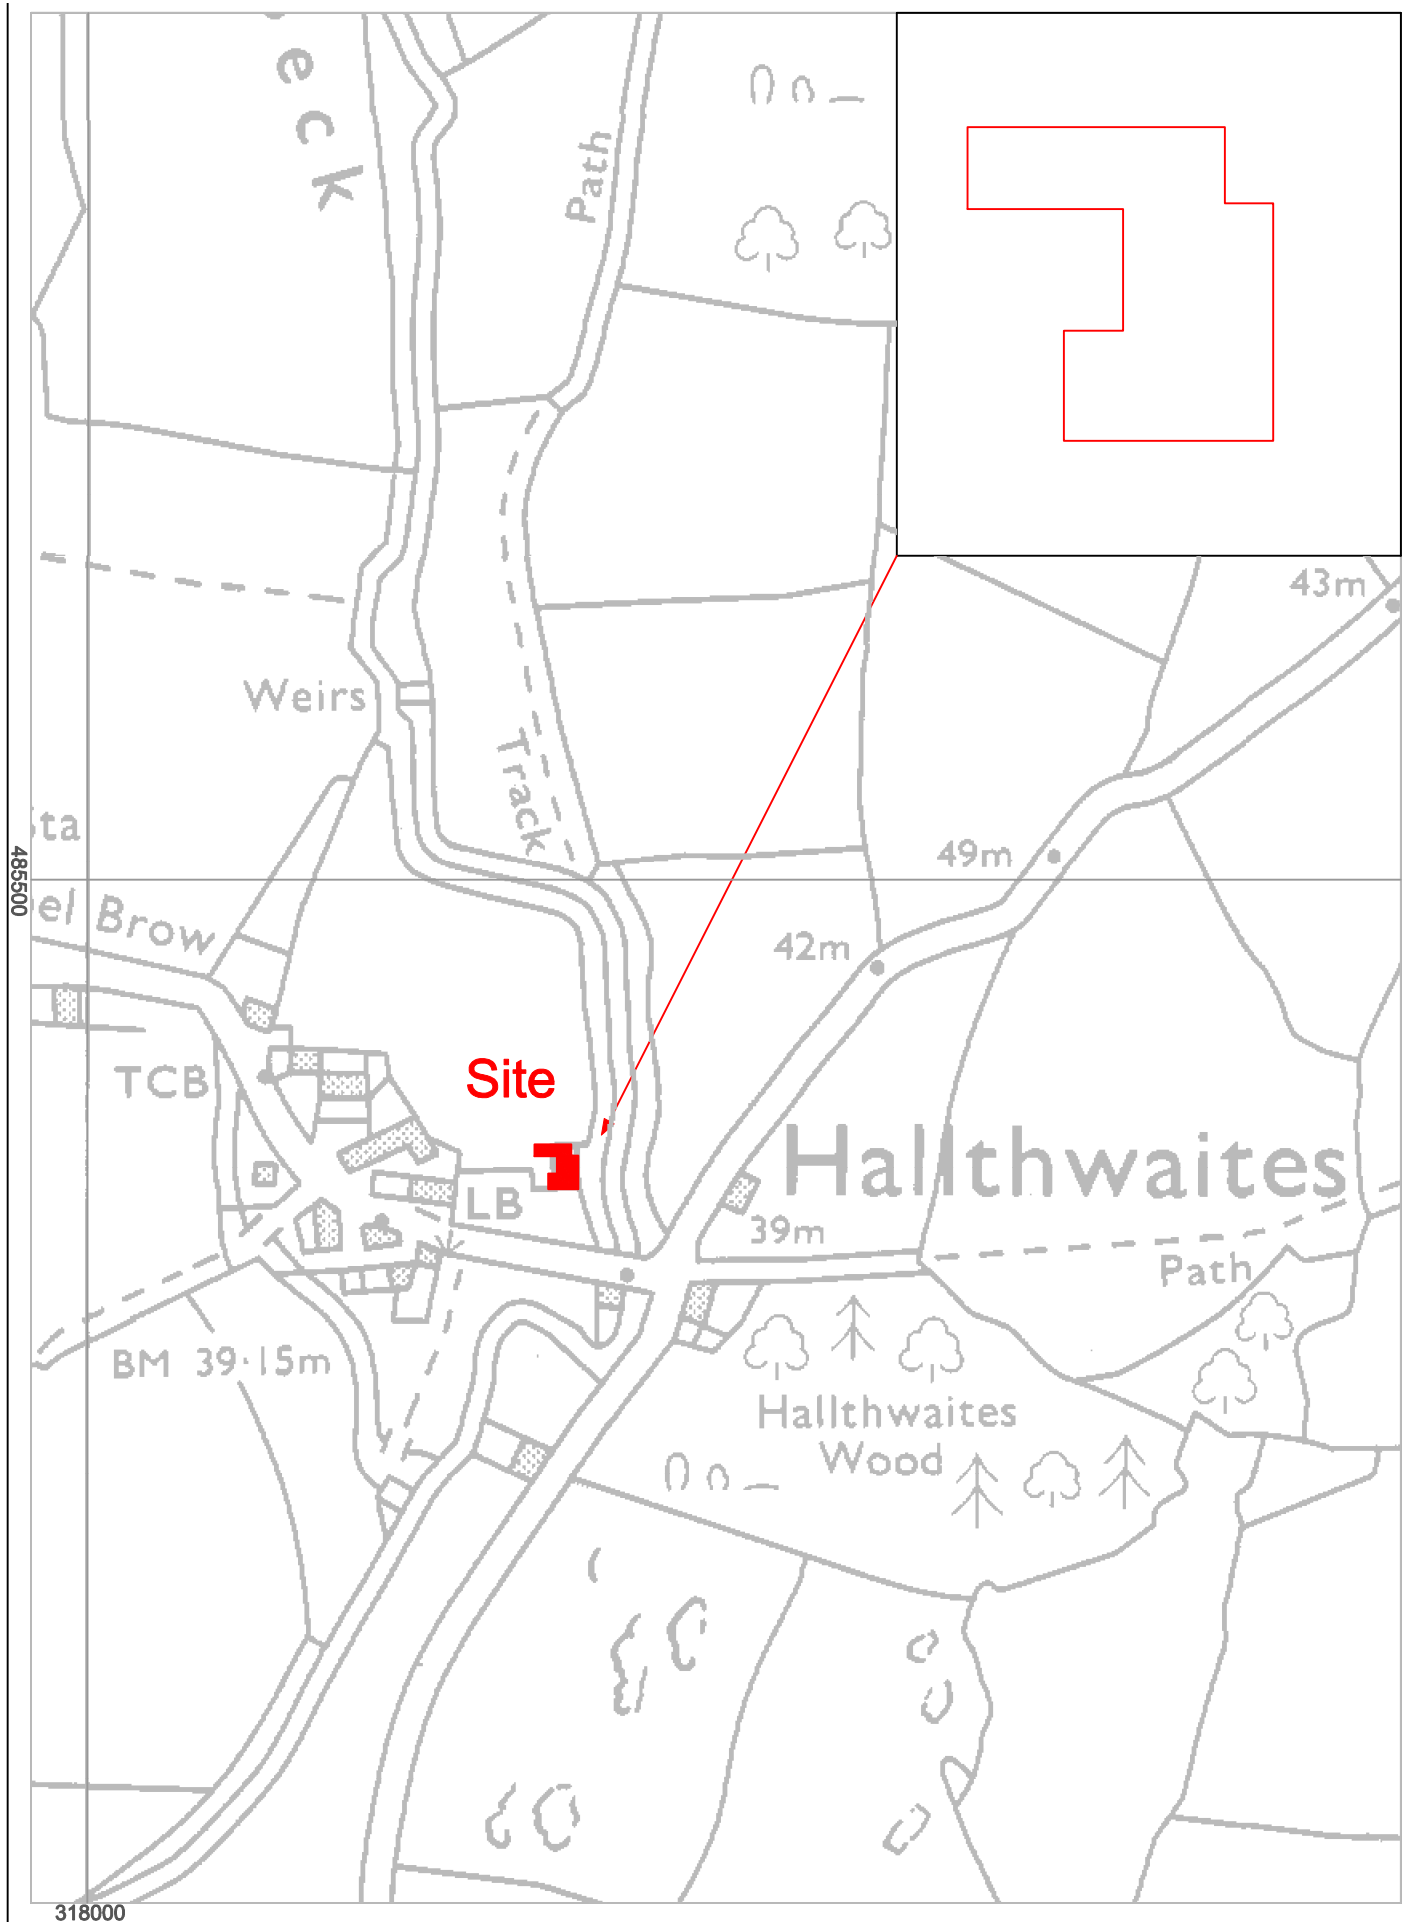 eck
Path
43m
Weirs
Track
ta
49m
485500
el Brow
42m
TCB
Site
Hallthwaites
LB
39m
Path
BM 39·15m
Hallthwaites
Wood
318000